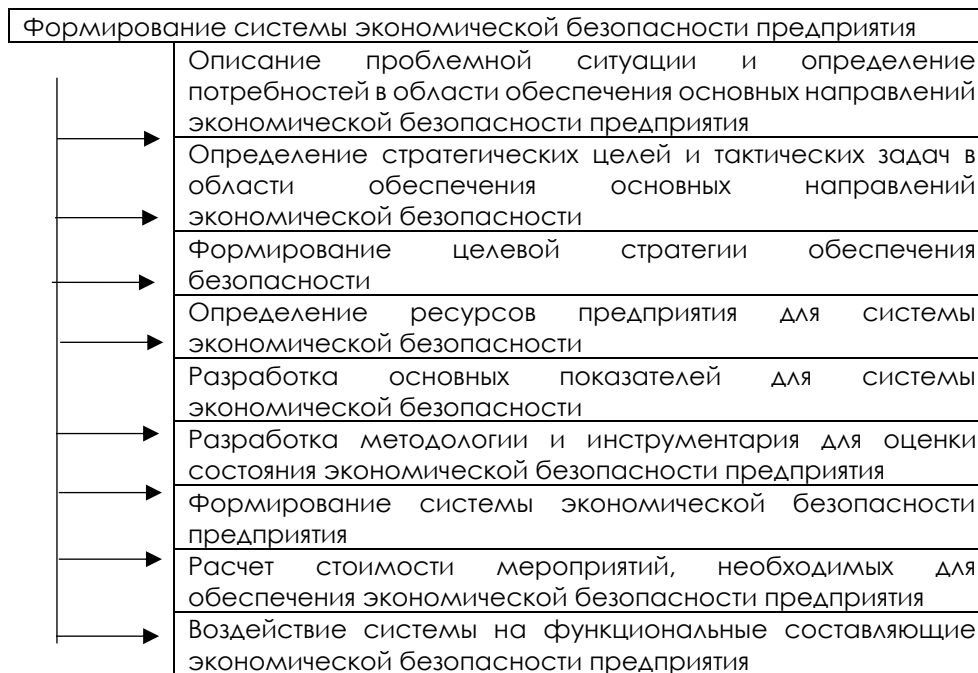 Формирование системы экономической безопасности предприятия
Описание проблемной ситуации и определение
потребностей в области обеспечения основных направлений
экономической безопасности предприятия
Определение стратегических целей и тактических задач в
области обеспечения основных направлений
экономической безопасности
Формирование целевой стратегии обеспечения
безопасности
Определение ресурсов предприятия для системы
экономической безопасности
Разработка основных показателей для системы
экономической безопасности
Разработка методологии и инструментария для оценки
состояния экономической безопасности предприятия
Формирование системы экономической безопасности
предприятия
Расчет стоимости мероприятий, необходимых для
обеспечения экономической безопасности предприятия
Воздействие системы на функциональные составляющие
экономической безопасности предприятия